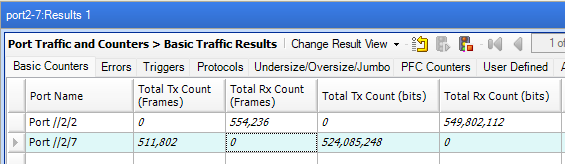 port2-7:Results 1
Port Traffic and Counters > Basic Traffic Results Change Result View 1 of
Basic Counters Errors Triggers Protocols Undersize/Oversize/Jumbo PFC Counters User Defined
Port Name Total Tx Count (Frames) Total Rx Count (Frames) Total Tx Count (bits) Total Rx Count (bits)
Port //2/2 0 554,236 0 549,802,112
Port //2/7 511,802 0 524,085,248 0